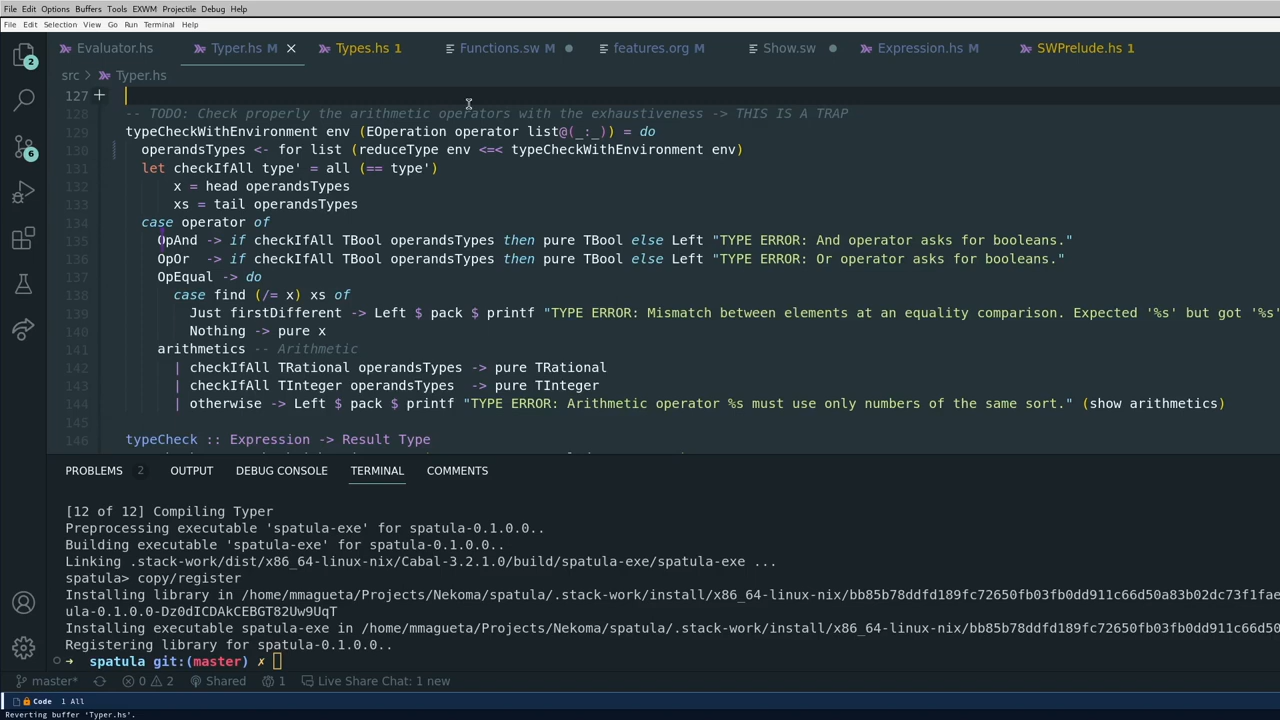 File Edit Options Buffers Tools EXWM Projectile Debug Help
File Edit Selection View Go Run Terminal Help
Evaluator.hs Typer.hs M Types.hs 1 Functions.sw M features.org M Show.sw Expression.hs M SWPrelude.hs 1
src > Typer.hs
127
128 -- TODO: Check properly the arithmetic operators with the exhaustiveness -> THIS IS A TRAP
129 typeCheckWithEnvironment env (EOperation operator list@(_:_)) = do
130 operandsTypes <- for list (reduceType env <=< typeCheckWithEnvironment env)
131 let checkIfAll type' = all (== type')
132 x = head operandsTypes
133 xs = tail operandsTypes
134 case operator of
135 OpAnd -> if checkIfAll TBool operandsTypes then pure TBool else Left "TYPE ERROR: And operator asks for booleans."
136 OpOr -> if checkIfAll TBool operandsTypes then pure TBool else Left "TYPE ERROR: Or operator asks for booleans."
137 OpEqual -> do
138 case find (/= x) xs of
139 Just firstDifferent -> Left $ pack $ printf "TYPE ERROR: Mismatch between elements at an equality comparison. Expected '%s' but got '%s'
140 Nothing -> pure x
141 arithmetics -- Arithmetic
142 | checkIfAll TRational operandsTypes -> pure TRational
143 | checkIfAll TInteger operandsTypes -> pure TInteger
144 | otherwise -> Left $ pack $ printf "TYPE ERROR: Arithmetic operator %s must use only numbers of the same sort." (show arithmetics)
145
146 typeCheck :: Expression -> Result Type
PROBLEMS 2 OUTPUT DEBUG CONSOLE TERMINAL COMMENTS
[12 of 12] Compiling Typer
Preprocessing executable 'spatula-exe' for spatula-0.1.0.0..
Building executable 'spatula-exe' for spatula-0.1.0.0..
Linking .stack-work/dist/x86_64-linux-nix/Cabal-3.2.1.0/build/spatula-exe/spatula-exe ...
spatula> copy/register
Installing library in /home/mmagueta/Projects/Nekoma/spatula/.stack-work/install/x86_64-linux-nix/bb85b78ddfd189fc72650fb03fb0dd911c66d50a83b02dc73f1fae
ula-0.1.0.0-Dz0dICDAkCEBGT82Uw9UqT
Installing executable spatula-exe in /home/mmagueta/Projects/Nekoma/spatula/.stack-work/install/x86_64-linux-nix/bb85b78ddfd189fc72650fb03fb0dd911c66d50
Registering library for spatula-0.1.0.0..
→ spatula git:(master) ✗
master* 0 2 Shared 1 Live Share Chat: 1 new
Code 1 All
Reverting buffer 'Typer.hs'.
2
6